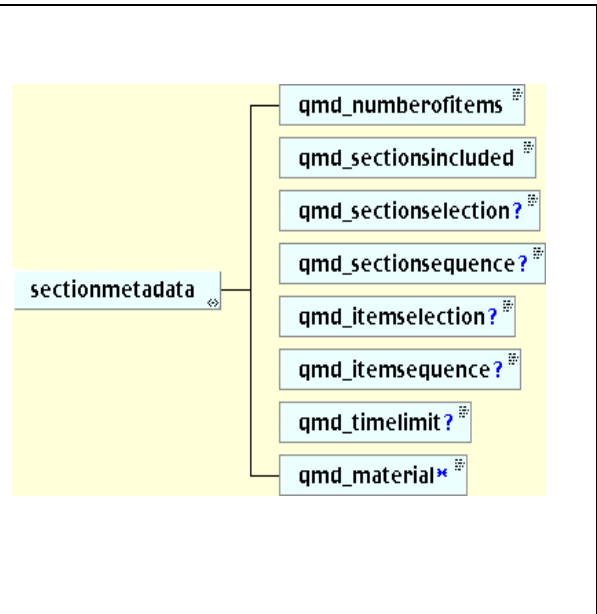 qmd_numberofitems
qmd_sectionsincluded
qmd_sectionselection?
qmd_sectionsequence?
sectionmetadata
qmd_itemselection?
qmd_itemsequence?
qmd_timelimit?
qmd_material*